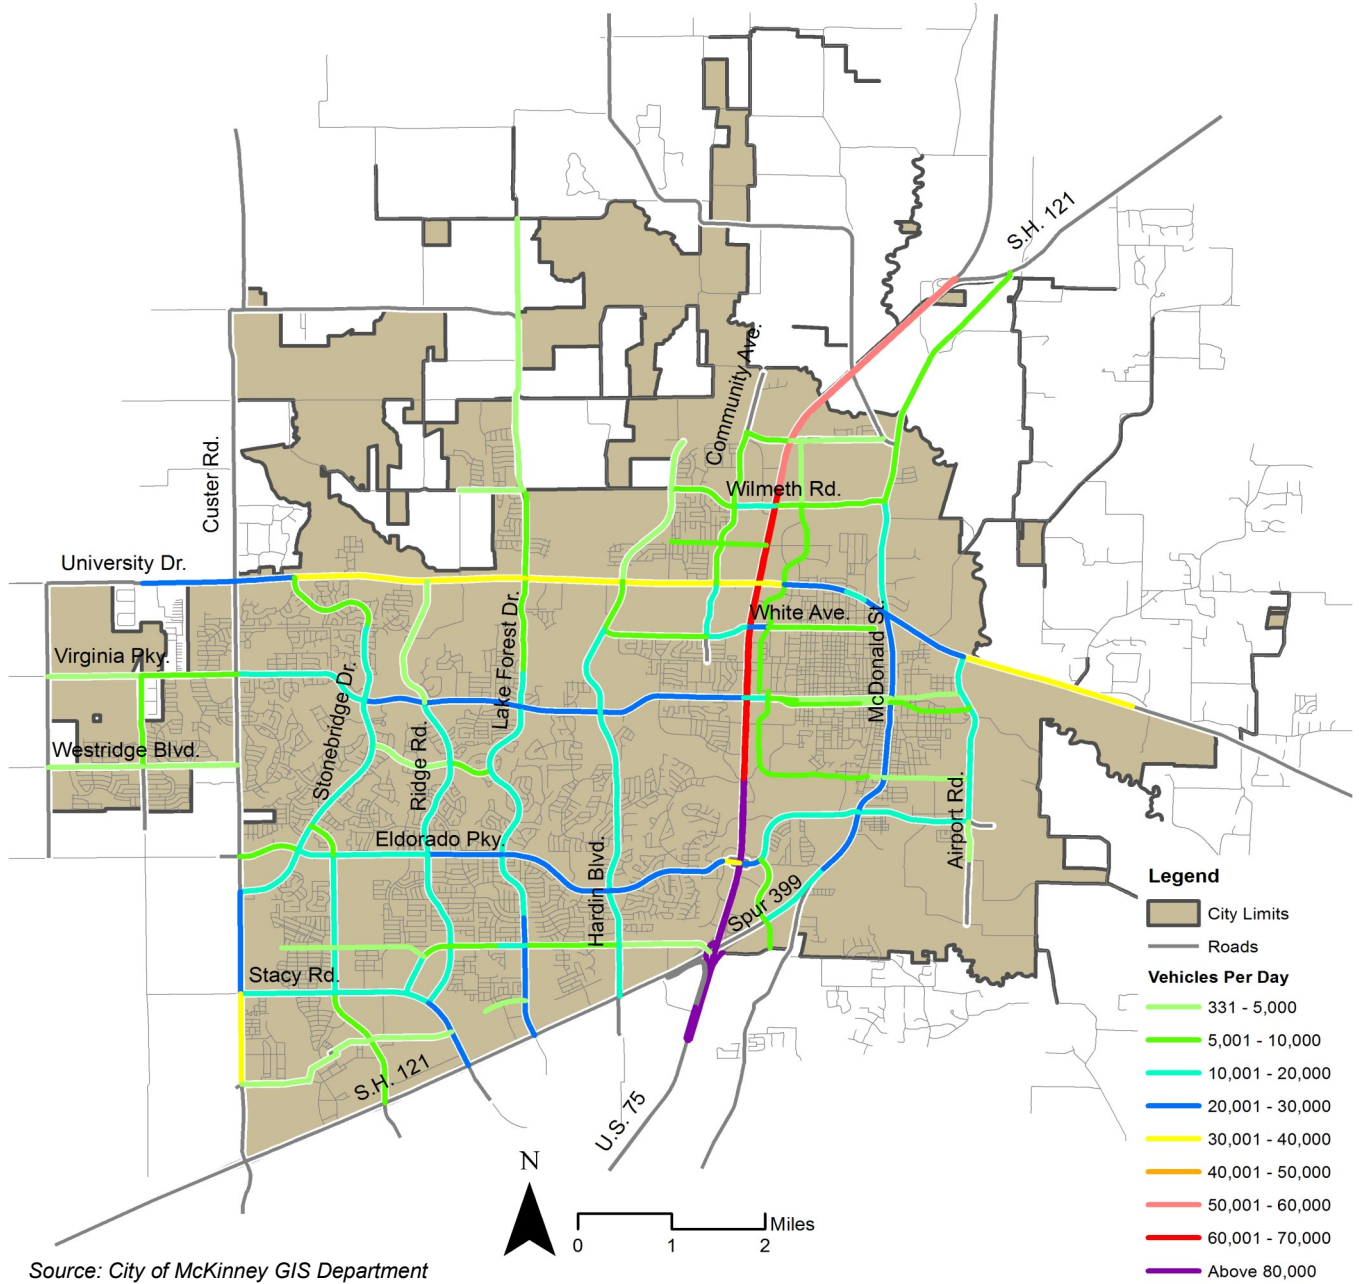 S.H. 121
Community Ave.
Custer Rd.
Wilmeth Rd.
University Dr.
White Ave.
Lake Forest Dr.
McDonald St.
Virginia Pky.
Stonebridge Dr.
Westridge Blvd.
Ridge Rd.
Airport Rd.
Eldorado Pky.
Hardin Blvd.
Spur 399
Stacy Rd.
S.H. 121
U.S. 75
Legend
City Limits
Roads
Vehicles Per Day
331 - 5,000
5,001 - 10,000
10,001 - 20,000
20,001 - 30,000
30,001 - 40,000
40,001 - 50,000
50,001 - 60,000
60,001 - 70,000
Above 80,000
N
Miles
0 1 2
Source: City of McKinney GIS Department